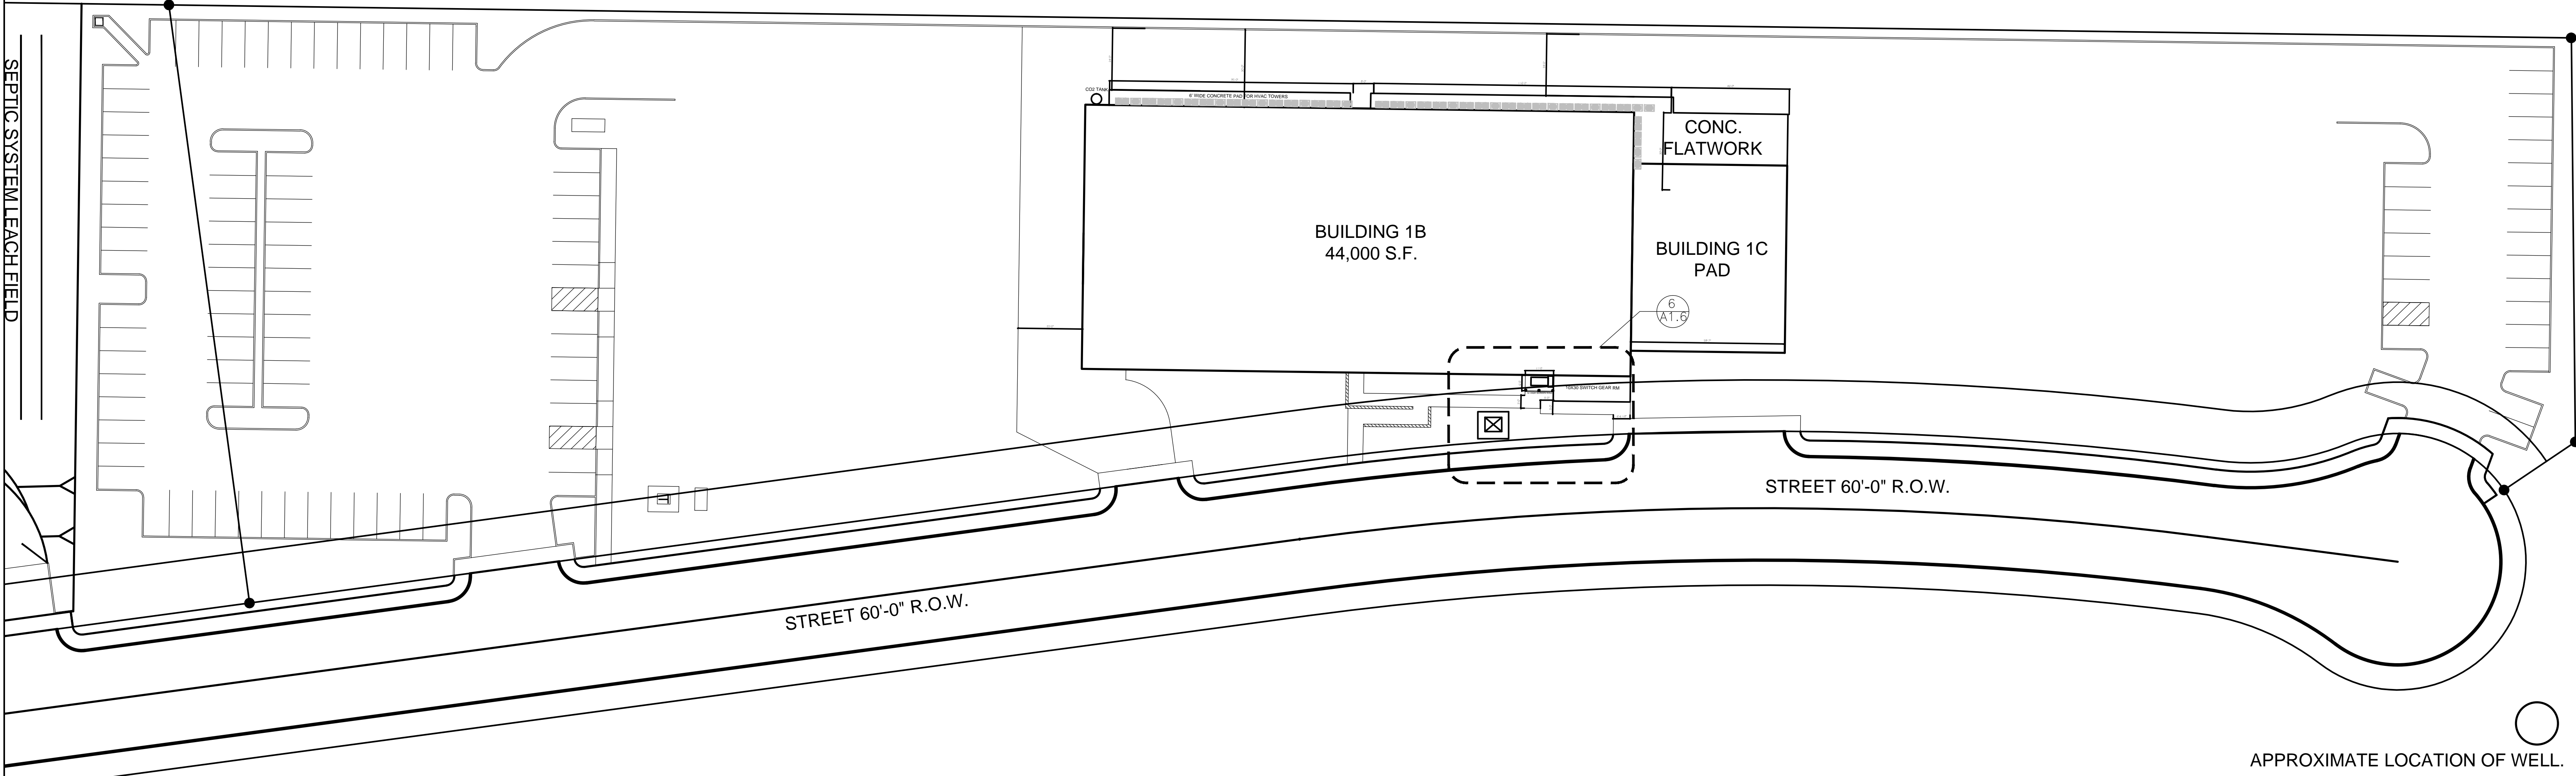 SEPTIC SYSTEM LEACH FIELD
CO2 TANK
6' WIDE CONCRETE PAD FOR HVAC TOWERS
CONC.
FLATWORK
BUILDING 1B
44,000 S.F.
BUILDING 1C
PAD
6
A1.6
SWITCH GEAR RM
T
STREET 60'-0" R.O.W.
STREET 60'-0" R.O.W.
APPROXIMATE LOCATION OF WELL.